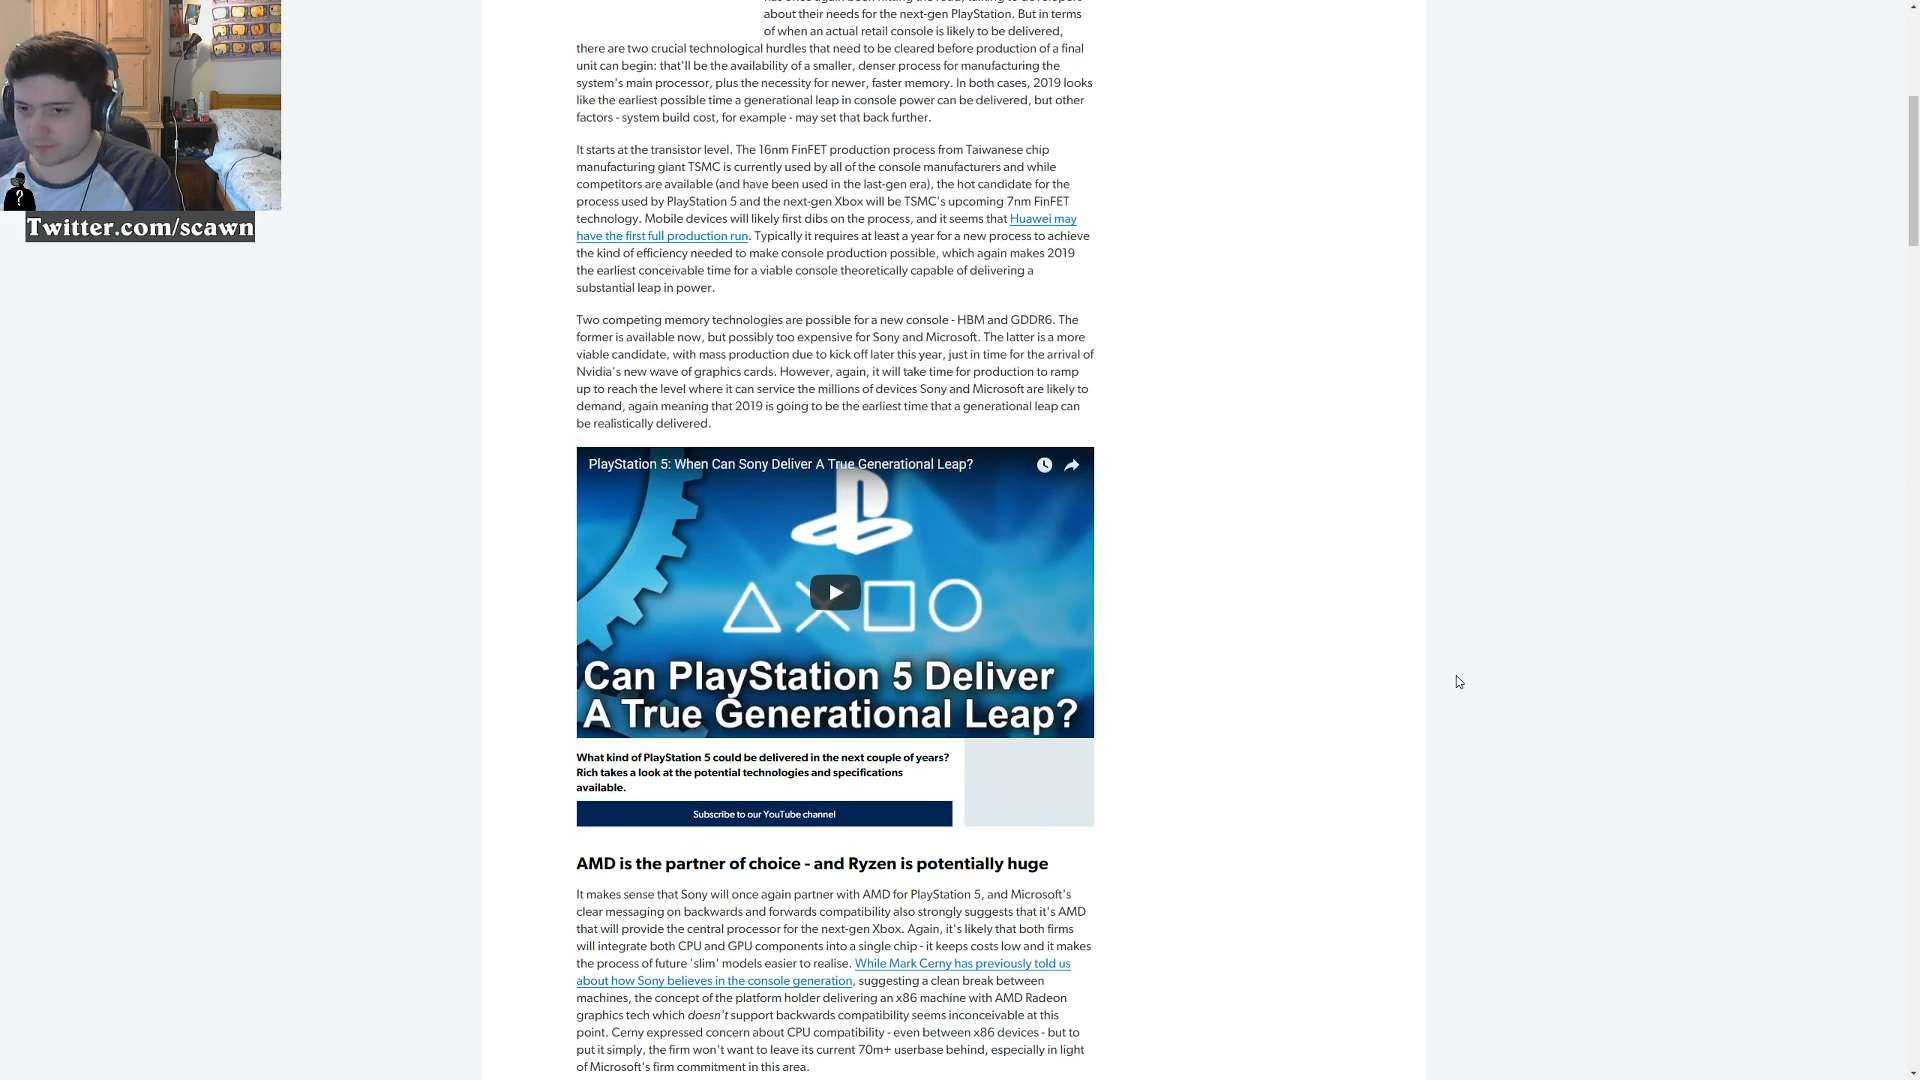 about their needs for the next-gen PlayStation. But in terms
of when an actual retail console is likely to be delivered,
there are two crucial technological hurdles that need to be cleared before production of a final
unit can begin: that'll be the availability of a smaller, denser process for manufacturing the
system's main processor, plus the necessity for newer, faster memory. In both cases, 2019 looks
like the earliest possible time a generational leap in console power can be delivered, but other
factors - system build cost, for example - may set that back further.
?
Twitter.com/scawn
It starts at the transistor level. The 16nm FinFET production process from Taiwanese chip
manufacturing giant TSMC is currently used by all of the console manufacturers and while
competitors are available (and have been used in the last-gen era), the hot candidate for the
process used by PlayStation 5 and the next-gen Xbox will be TSMC's upcoming 7nm FinFET
technology. Mobile devices will likely first dibs on the process, and it seems that Huawei may
have the first full production run. Typically it requires at least a year for a new process to achieve
the kind of efficiency needed to make console production possible, which again makes 2019
the earliest conceivable time for a viable console theoretically capable of delivering a
substantial leap in power.
Two competing memory technologies are possible for a new console - HBM and GDDR6. The
former is available now, but possibly too expensive for Sony and Microsoft. The latter is a more
viable candidate, with mass production due to kick off later this year, just in time for the arrival of
Nvidia's new wave of graphics cards. However, again, it will take time for production to ramp
up to reach the level where it can service the millions of devices Sony and Microsoft are likely to
demand, again meaning that 2019 is going to be the earliest time that a generational leap can
be realistically delivered.
PlayStation 5: When Can Sony Deliver A True Generational Leap?
Can PlayStation 5 Deliver
A True Generational Leap?
What kind of PlayStation 5 could be delivered in the next couple of years?
Rich takes a look at the potential technologies and specifications
available.
Subscribe to our YouTube channel
AMD is the partner of choice - and Ryzen is potentially huge
It makes sense that Sony will once again partner with AMD for PlayStation 5, and Microsoft's
clear messaging on backwards and forwards compatibility also strongly suggests that it's AMD
that will provide the central processor for the next-gen Xbox. Again, it's likely that both firms
will integrate both CPU and GPU components into a single chip - it keeps costs low and it makes
the process of future 'slim' models easier to realise. While Mark Cerny has previously told us
about how Sony believes in the console generation, suggesting a clean break between
machines, the concept of the platform holder delivering an x86 machine with AMD Radeon
graphics tech which doesn't support backwards compatibility seems inconceivable at this
point. Cerny expressed concern about CPU compatibility - even between x86 devices - but to
put it simply, the firm won't want to leave its current 70m+ userbase behind, especially in light
of Microsoft's firm commitment in this area.